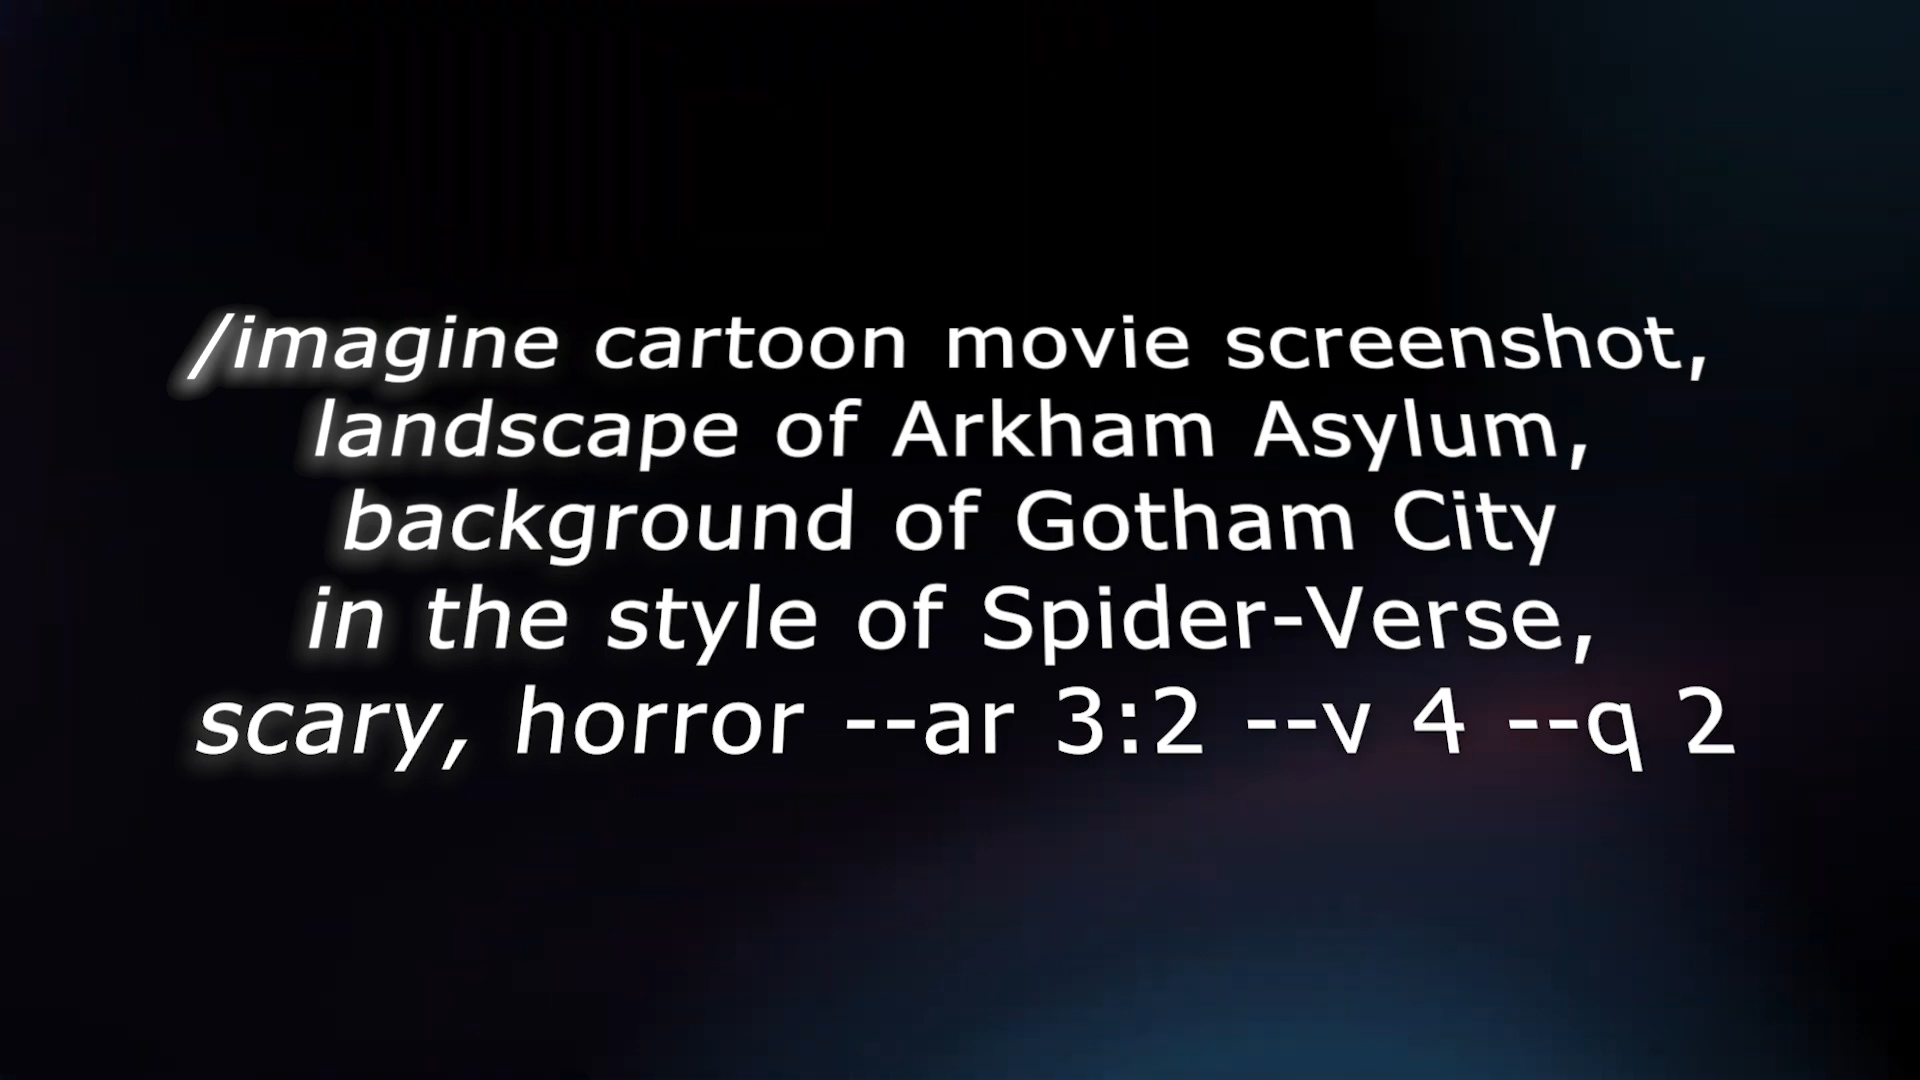 /imagine cartoon movie screenshot,
landscape of Arkham Asylum,
background of Gotham City
in the style of Spider-Verse,
scary, horror --ar 3:2 --v 4 --q 2